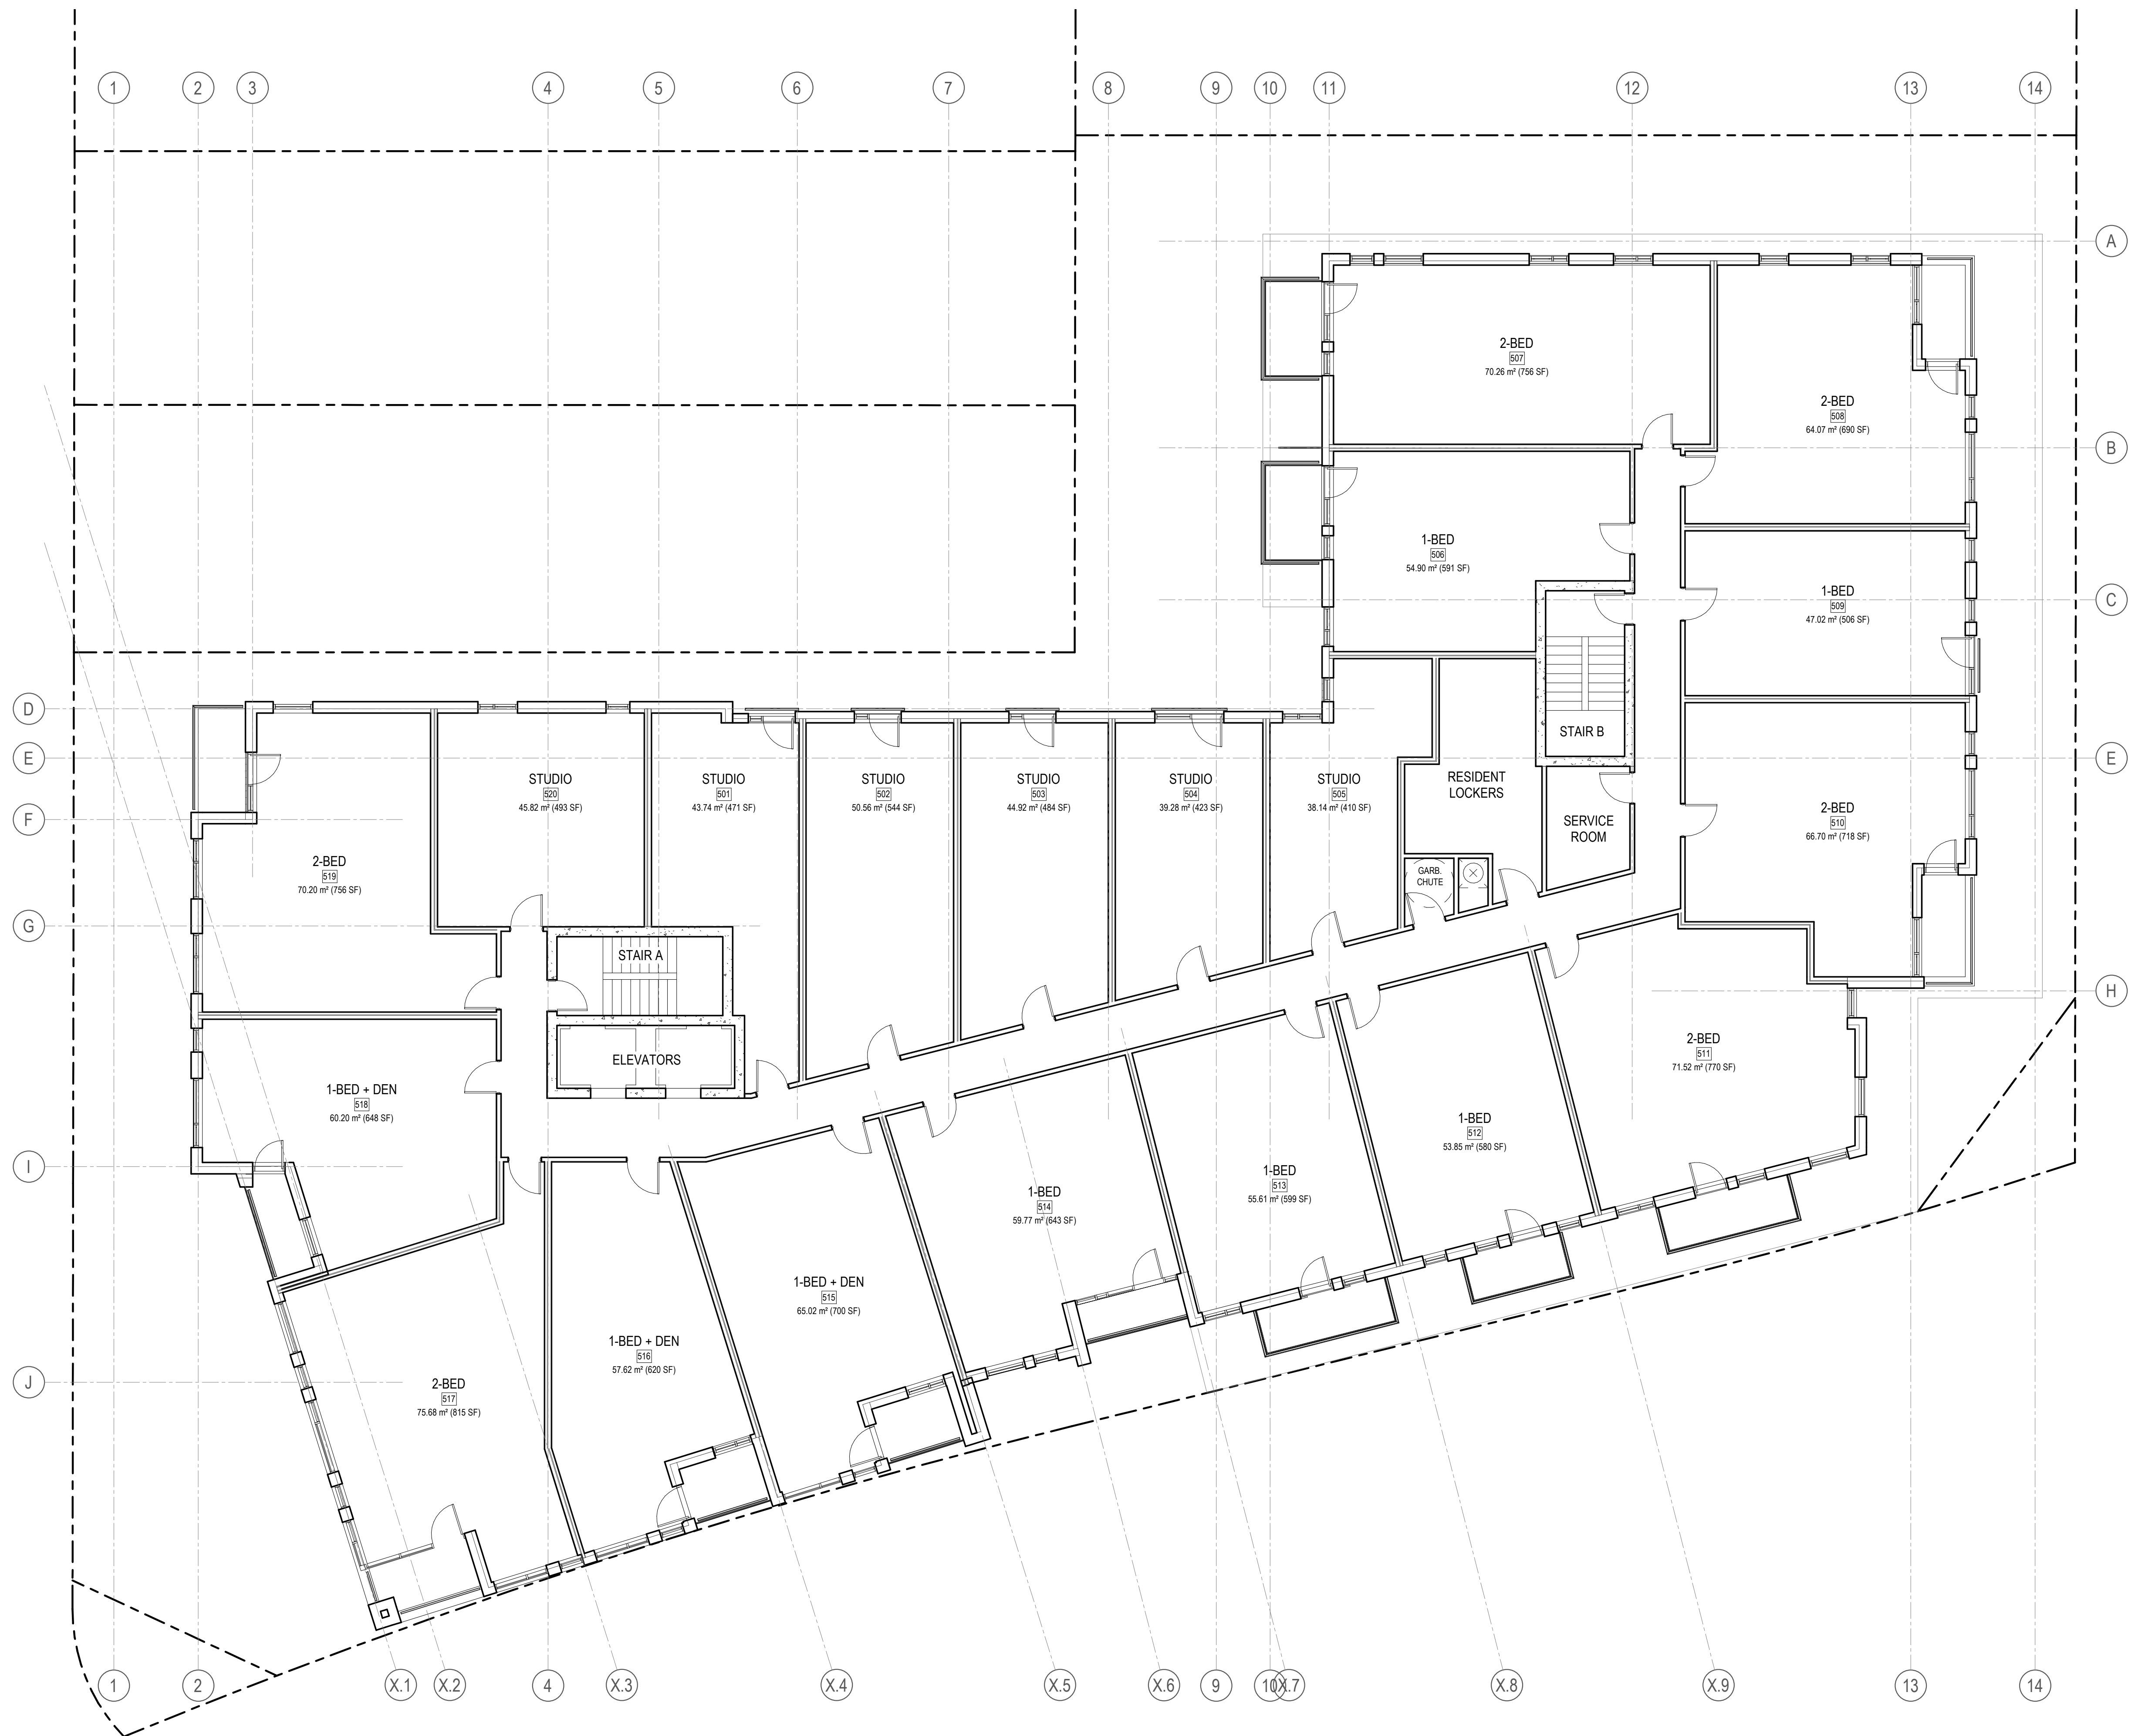 1 2 3 4 5 6 7 8 9 10 11 12 13 14
A
2-BED
507
70.26 m² (756 SF)
2-BED
508
64.07 m² (690 SF)
B
1-BED
506
54.90 m² (591 SF)
1-BED
509
47.02 m² (506 SF)
C
D
STAIR B
E
E
STUDIO
520
45.82 m² (493 SF)
STUDIO
501
43.74 m² (471 SF)
STUDIO
502
50.56 m² (544 SF)
STUDIO
503
44.92 m² (484 SF)
STUDIO
504
39.28 m² (423 SF)
STUDIO
505
38.14 m² (410 SF)
RESIDENT
LOCKERS
SERVICE
ROOM
2-BED
510
66.70 m² (718 SF)
F
2-BED
519
70.20 m² (756 SF)
GARB.
CHUTE
G
STAIR A
H
ELEVATORS
2-BED
511
71.52 m² (770 SF)
1-BED + DEN
518
60.20 m² (648 SF)
1-BED
512
53.85 m² (580 SF)
I
1-BED
513
55.61 m² (599 SF)
1-BED
514
59.77 m² (643 SF)
1-BED + DEN
515
65.02 m² (700 SF)
1-BED + DEN
516
57.62 m² (620 SF)
J
2-BED
517
75.68 m² (815 SF)
1 2 X.1 X.2 4 X.3 X.4 X.5 X.6 9 10 X.7 X.8 X.9 13 14